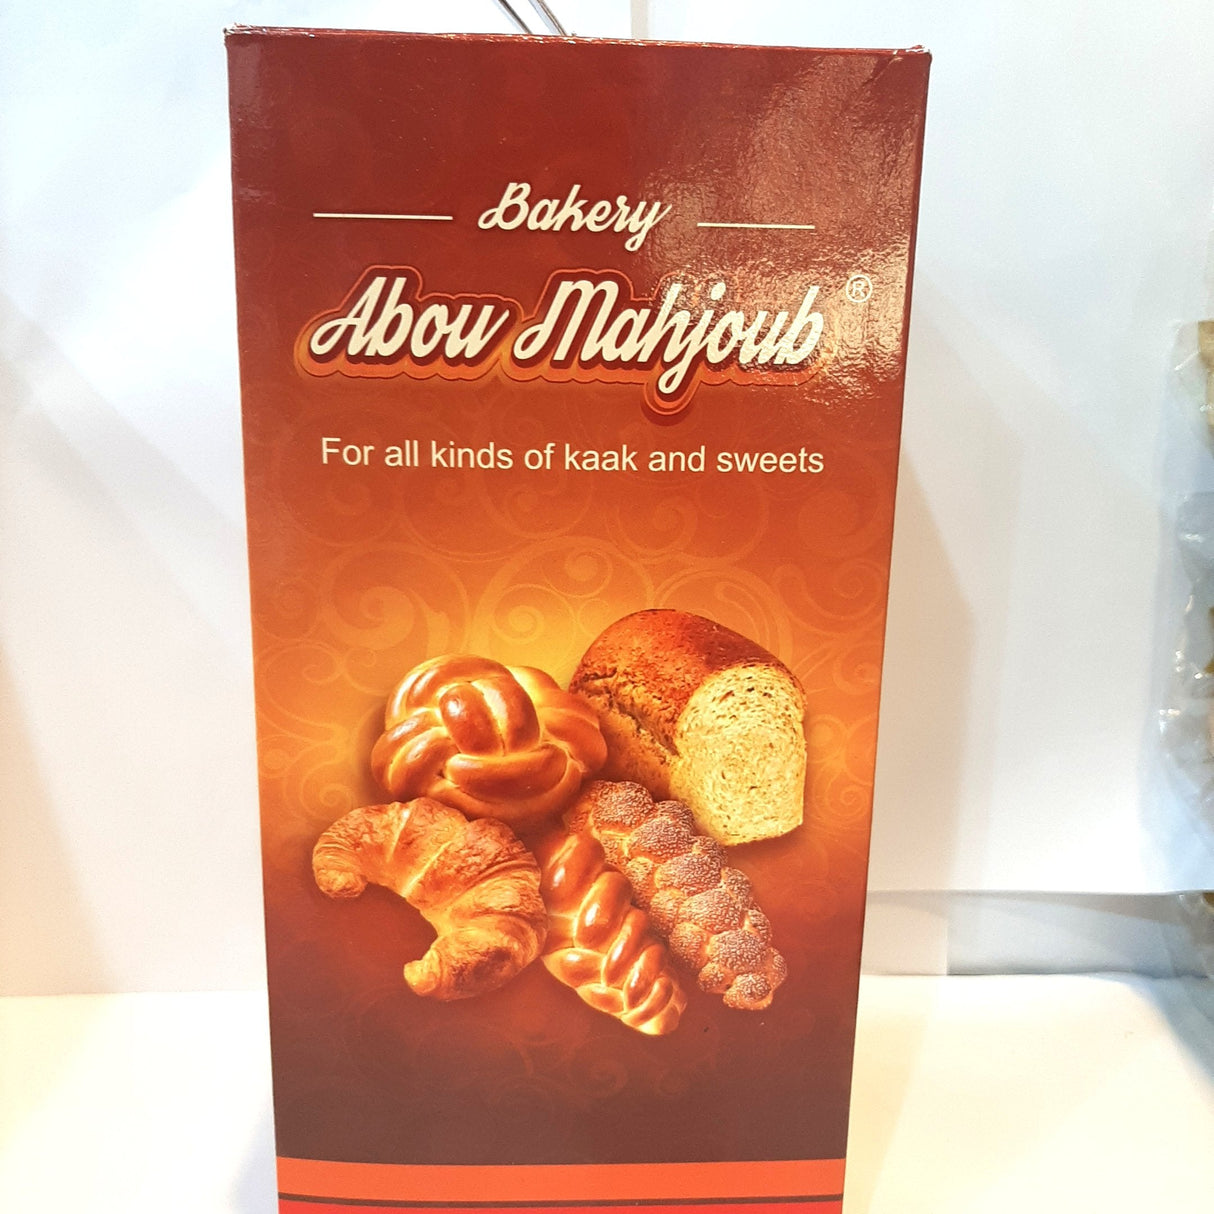 Bakery
Abou Mahjoub ®
For all kinds of kaak and sweets